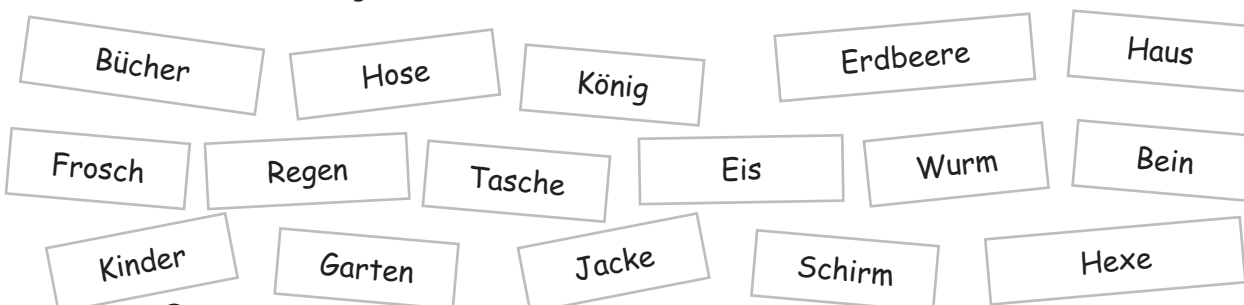 Bücher Hose König Erdbeere Haus
Frosch Regen Tasche Eis Wurm Bein
Kinder Garten Jacke Schirm Hexe